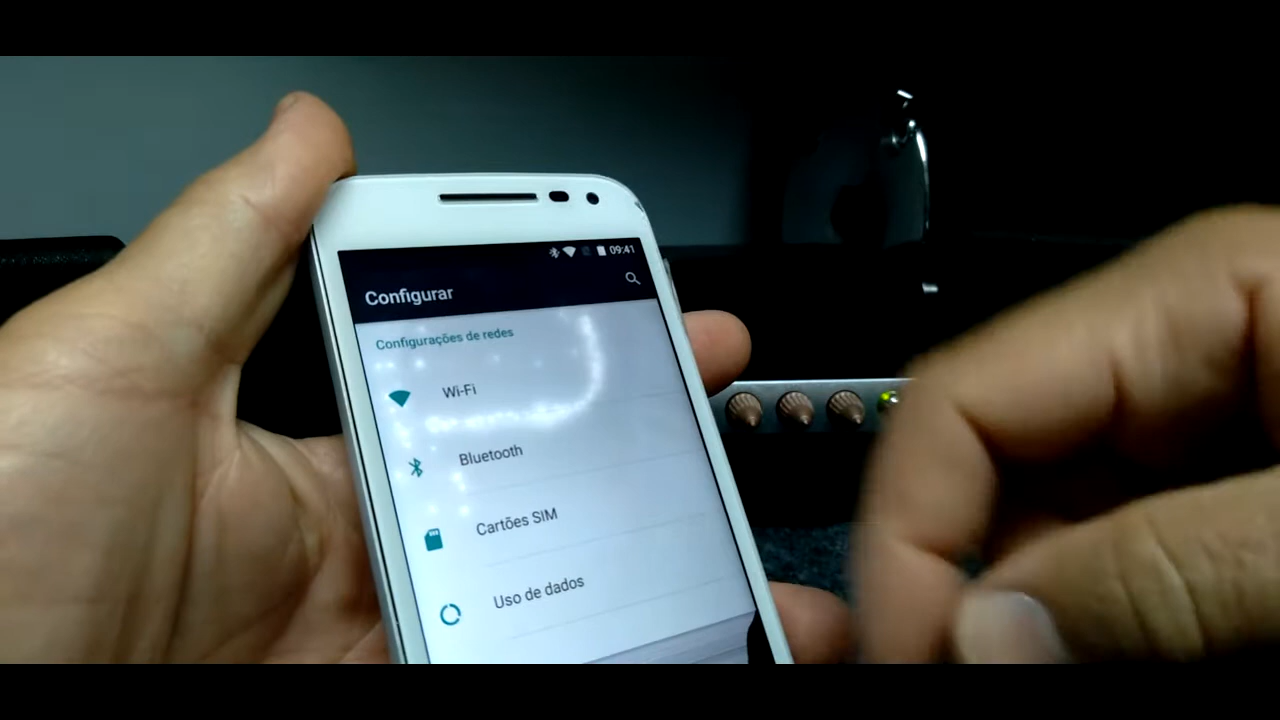 09:41
Configurar
Configurações de redes
Wi-Fi
Bluetooth
Cartões SIM
Uso de dados